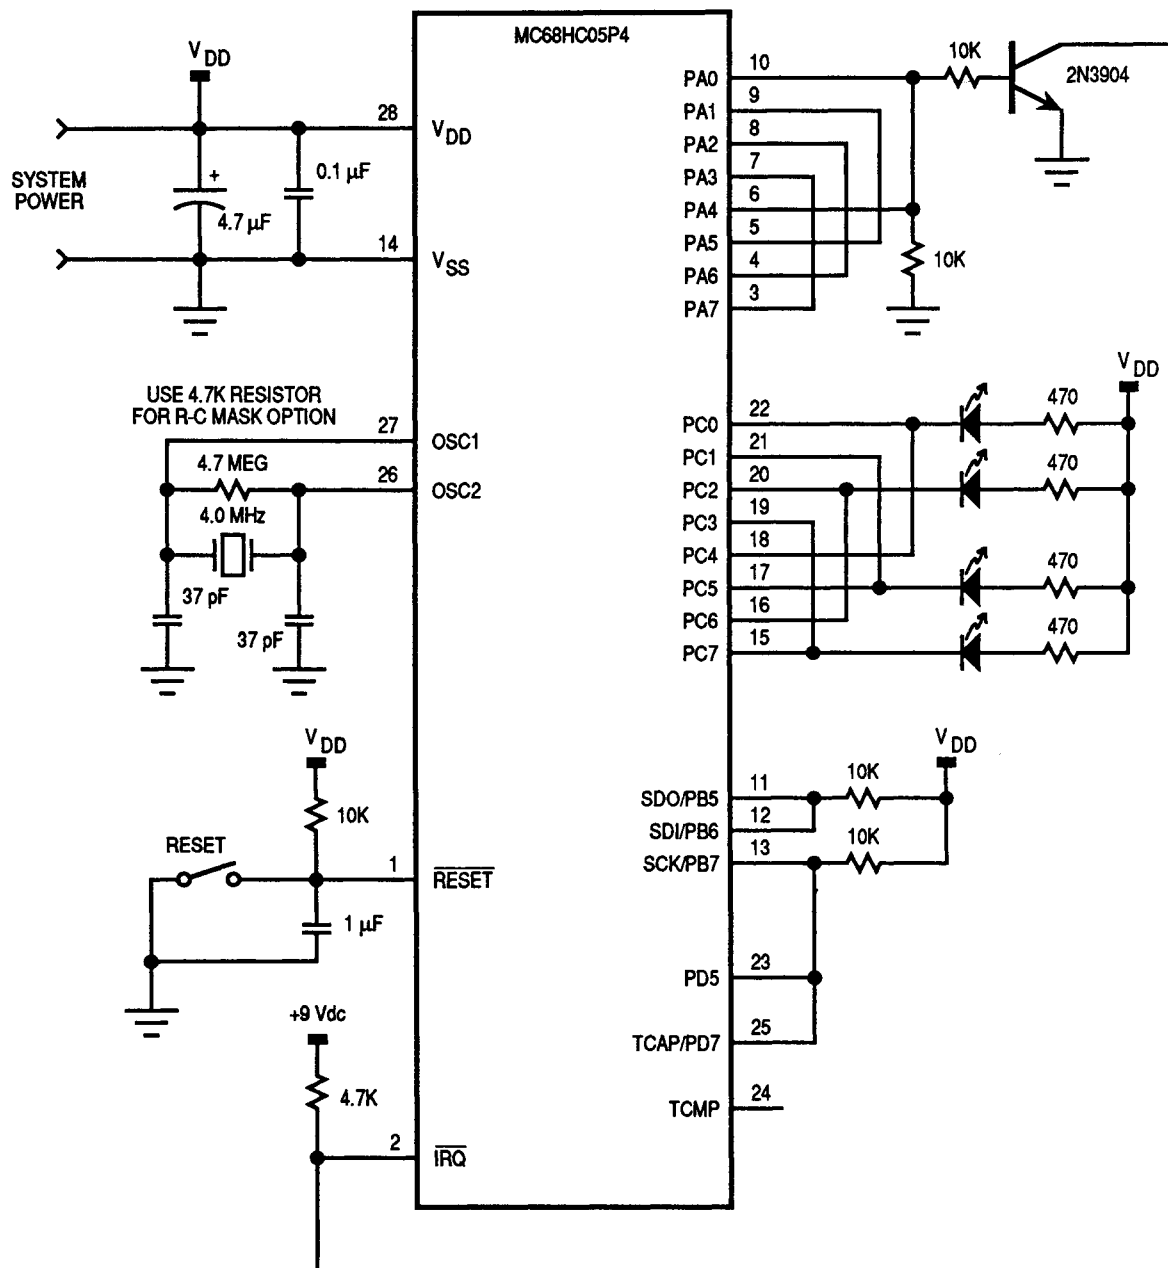 MC68HC05P4
V DD
SYSTEM
POWER
+
4.7 µF
0.1 µF
28
V DD
14
V SS
USE 4.7K RESISTOR
FOR R-C MASK OPTION
27
OSC1
4.7 MEG
26
OSC2
4.0 MHz
37 pF
37 pF
V DD
10K
RESET
1
RESET
1 µF
+9 Vdc
4.7K
2
IRQ
PA0
10
10K
2N3904
PA1
9
PA2
8
PA3
7
PA4
6
PA5
5
10K
PA6
4
PA7
3
V DD
PC0
22
470
PC1
21
PC2
20
470
PC3
19
PC4
18
PC5
17
470
PC6
16
PC7
15
470
V DD
SDO/PB5
11
10K
SDI/PB6
12
SCK/PB7
13
10K
PD5
23
TCAP/PD7
25
TCMP
24